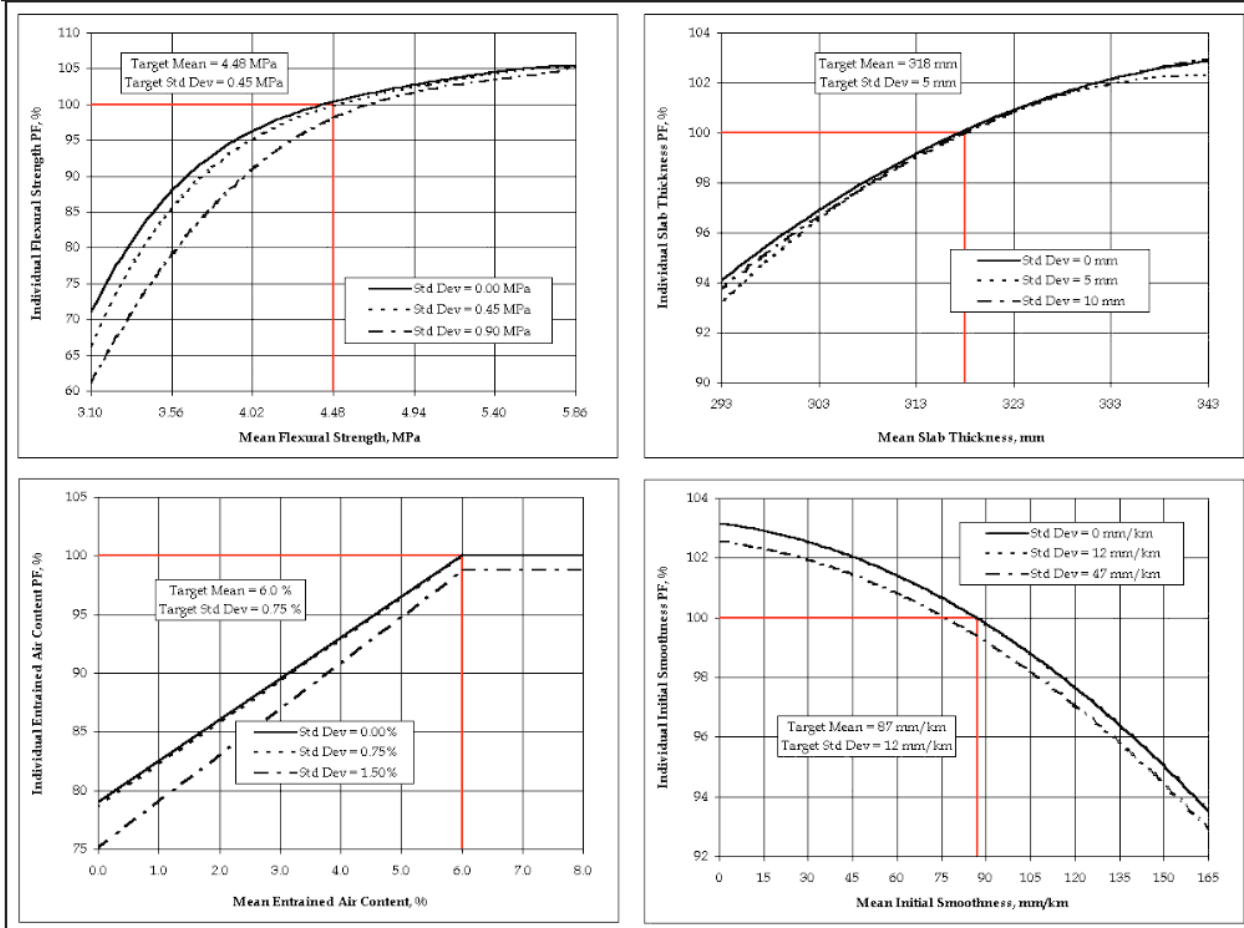 110
105
100
95
90
85
80
75
70
65
60
Individual Flexural Strength PF, %
Target Mean = 4.48 MPa
Target Std Dev = 0.45 MPa
Std Dev = 0.00 MPa
Std Dev = 0.45 MPa
Std Dev = 0.90 MPa
3.10 3.56 4.02 4.48 4.94 5.40 5.86
Mean Flexural Strength, MPa
104
102
100
98
96
94
92
90
Individual Slab Thickness PF, %
Target Mean = 318 mm
Target Std Dev = 5 mm
Std Dev = 0 mm
Std Dev = 5 mm
Std Dev = 10 mm
293 303 313 323 333 343
Mean Slab Thickness, mm
105
100
95
90
85
80
75
Individual Entrained Air Content PF, %
Target Mean = 6.0 %
Target Std Dev = 0.75 %
Std Dev = 0.00%
Std Dev = 0.75%
Std Dev = 1.50%
0.0 1.0 2.0 3.0 4.0 5.0 6.0 7.0 8.0
Mean Entrained Air Content, %
104
102
100
98
96
94
92
Individual Initial Smoothness PF, %
Std Dev = 0 mm/km
Std Dev = 12 mm/km
Std Dev = 47 mm/km
Target Mean = 87 mm/km
Target Std Dev = 12 mm/km
0 15 30 45 60 75 90 105 120 135 150 165
Mean Initial Smoothness, mm/km